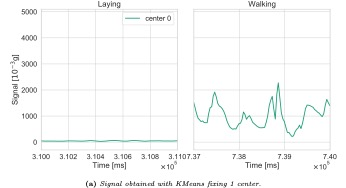 Laying
Walking
center 0
Signal [10⁻³g]
5000
4000
3000
2000
1000
0
3.100 3.102 3.104 3.106 3.108 3.110
Time [ms]
×10⁶
7.37 7.38 7.39 7.40
Time [ms]
×10⁵
(a) Signal obtained with KMeans fixing 1 center.